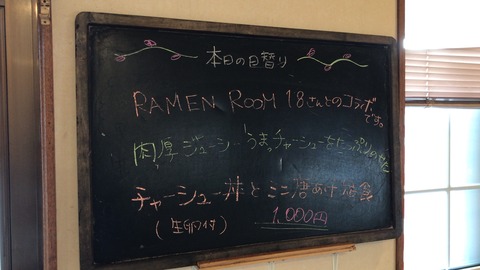 本日の日替り
RAMEN ROOM 18さんとのコラボです。
肉厚ジューシーうまッチャーシューをたっぷりのせた
チャーシュー丼とミニ唐あげ定食
(生卵付) 1,000円